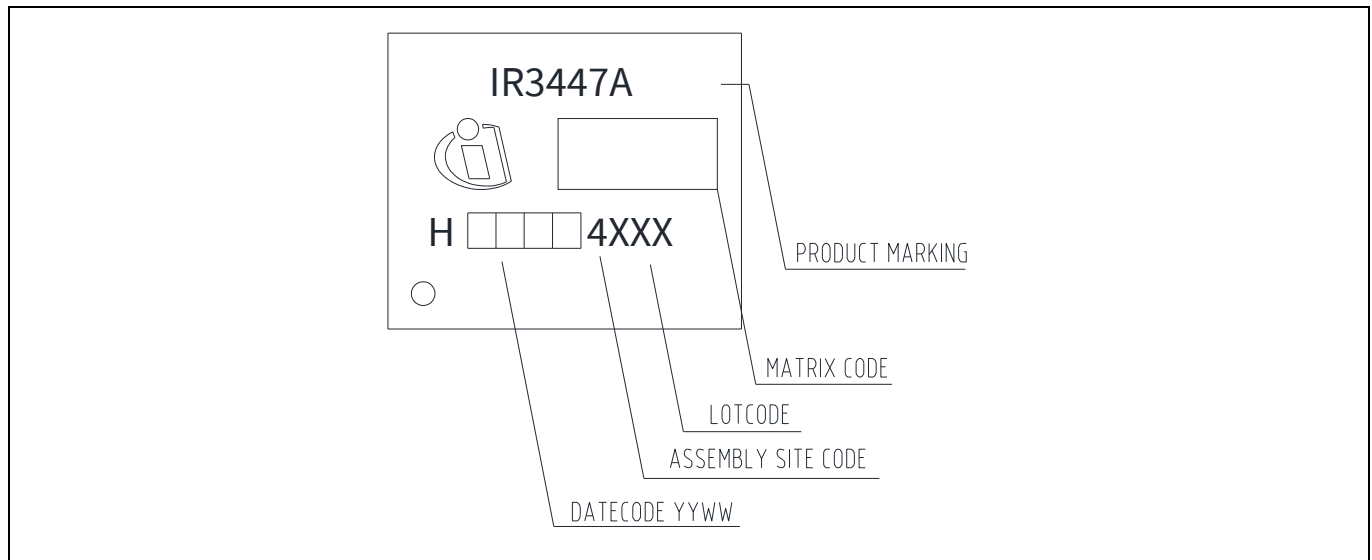 IR3447A
H 4XXX
PRODUCT MARKING
MATRIX CODE
LOTCODE
ASSEMBLY SITE CODE
DATECODE YYWW